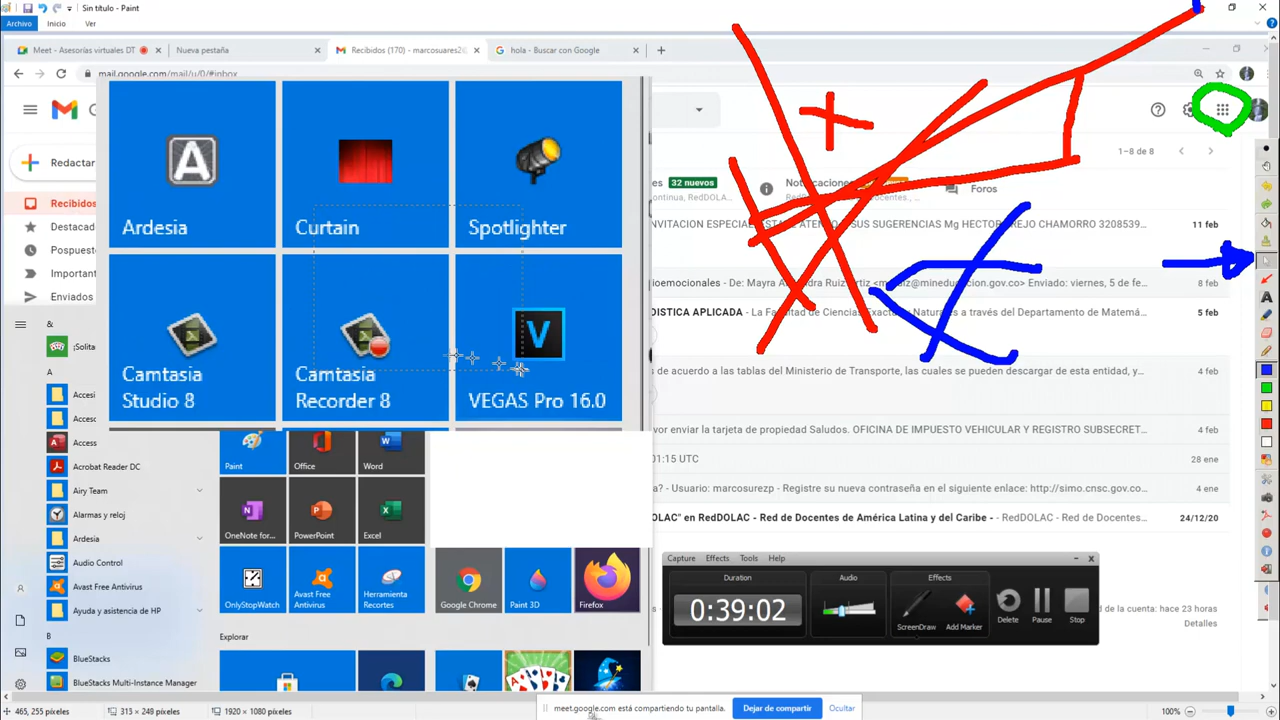 Sin título - Paint
Archivo Inicio Ver
Meet - Asesorías virtuales DT Nueva pestaña Recibidos (170) - marcosuares28 hola - Buscar con Google
mail.google.com/mail/u/0/#inbox
Redactar
1–8 de 8
Recibidos
32 nuevos
Foros
Destacad
Pospuest
Important
Enviados
Ardesia Curtain Spotlighter
Camtasia Studio 8
Camtasia Recorder 8
VEGAS Pro 16.0
11 feb
8 feb
DISTICA APLICADA - La Facultad de Ciencias Exactas y Naturales a través del Departamento de Matemá...
5 feb
de acuerdo a las tablas del Ministerio de Transporte, las cuales se pueden descargar de esta entidad, y...
4 feb
vor enviar la tarjeta de propiedad Saludos. OFICINA DE IMPUESTO VEHICULAR Y REGISTRO SUBSECRET...
4 feb
01:15 UTC
28 ene
a? - Usuario: marcosurezp - Registre su nueva contraseña en el siguiente enlace: http://simo.cnsc.gov.co...
4 ene
OLAC" en RedDOLAC - Red de Docentes de América Latina y del Caribe - RedDOLAC - Red de Docentes...
24/12/20
&
;Solita
A
Accesi
Acceso
Access
Acrobat Reader DC
Airy Team
Alarmas y reloj
Ardesia
Audio Control
Avast Free Antivirus
Ayuda y asistencia de HP
B
BlueStacks
BlueStacks Multi-Instance Manager
Paint Office Word
OneNote for... PowerPoint Excel
OnlyStopWatch Avast Free Antivirus Herramienta Recortes
Google Chrome Paint 3D Firefox
Explorar
Capture Effects Tools Help
Duration Audio Effects
0:39:02
ScreenDraw Add Marker Delete Pause Stop
d de la cuenta: hace 23 horas
Detalles
meet.google.com está compartiendo tu pantalla. Dejar de compartir Ocultar
465, 255 píxeles 315 × 248 píxeles 1920 × 1080 píxeles 100%